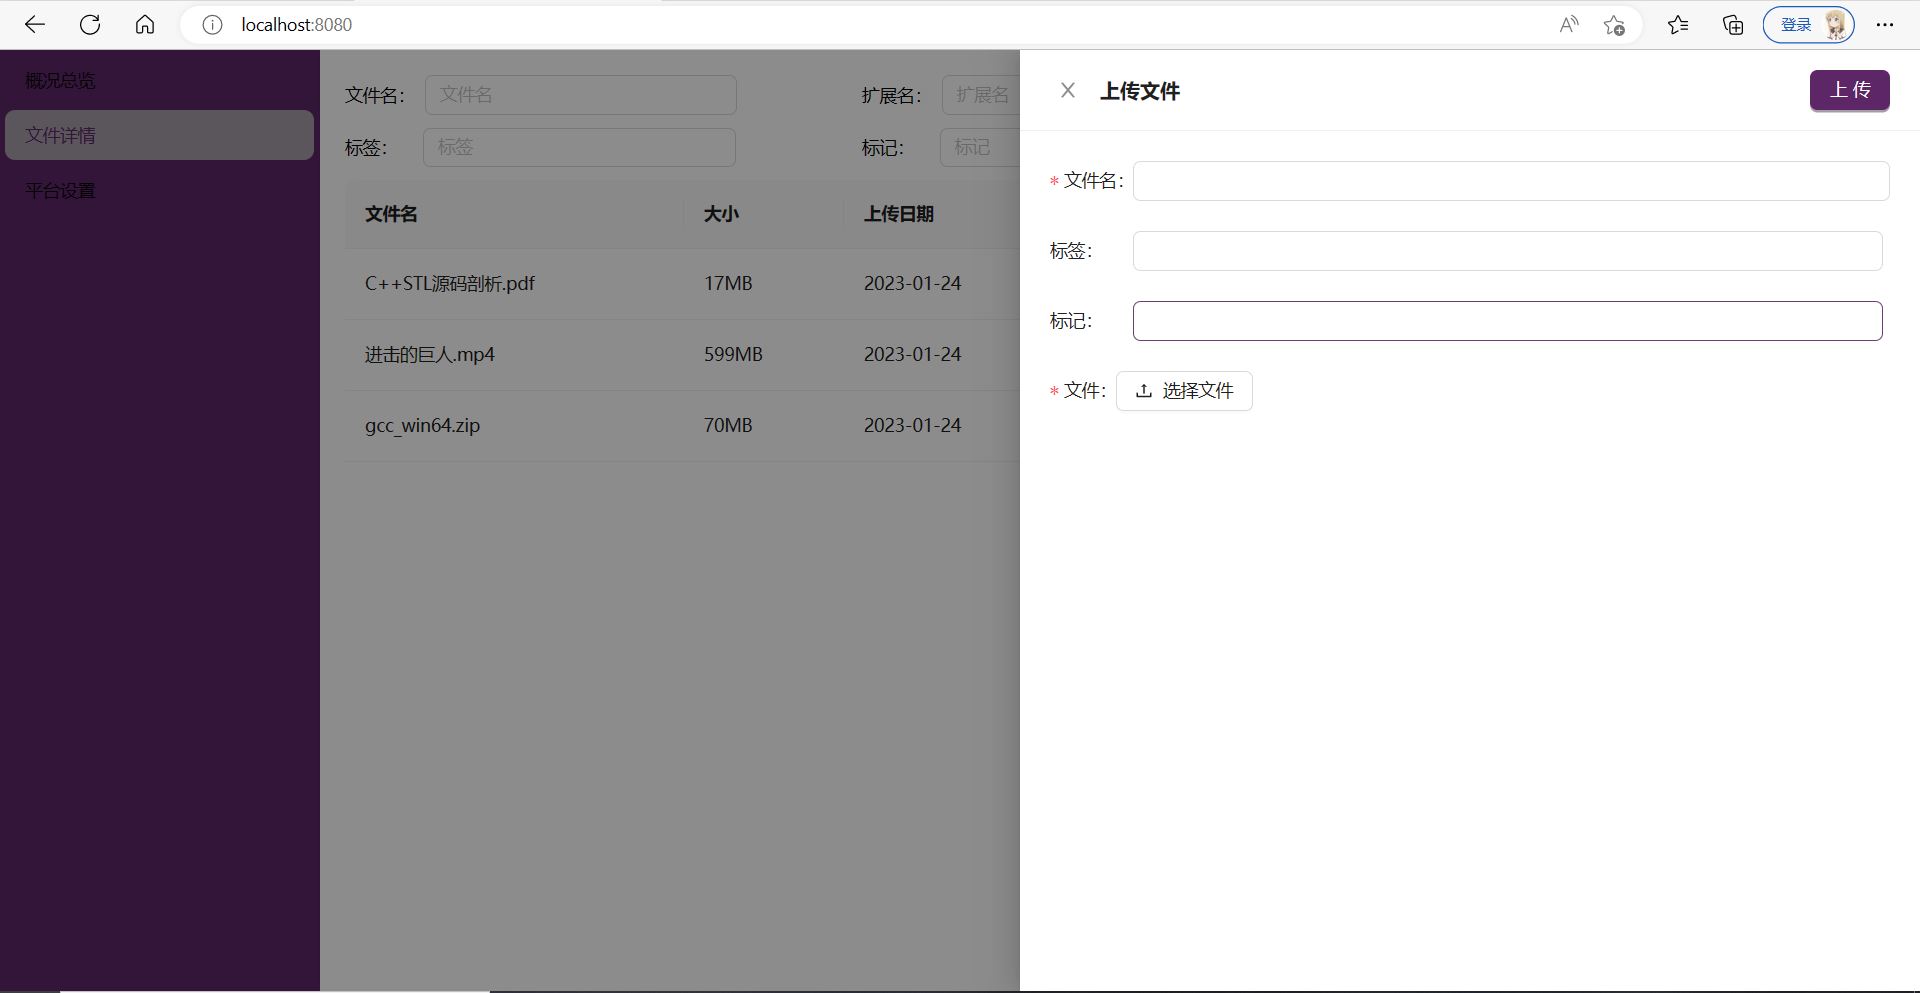 localhost:8080
登录
概况总览
文件详情
平台设置
文件名： 文件名
扩展名： 扩展名
标签： 标签
标记： 标记
文件名 大小 上传日期
C++STL源码剖析.pdf 17MB 2023-01-24
进击的巨人.mp4 599MB 2023-01-24
gcc_win64.zip 70MB 2023-01-24
上传文件
上 传
* 文件名：
标签：
标记：
* 文件： 选择文件